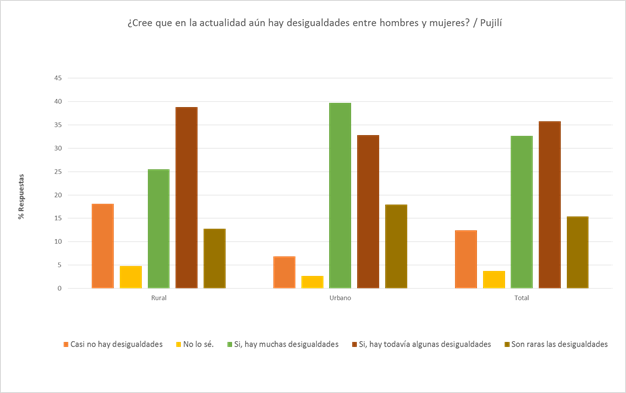 ¿Cree que en la actualidad aún hay desigualdades entre hombres y mujeres? / Pujilí
45
40
35
30
25
20
15
10
5
0
% Respuestas
Rural Urbano Total
Casi no hay desigualdades No lo sé. Si, hay muchas desigualdades Si, hay todavía algunas desigualdades Son raras las desigualdades